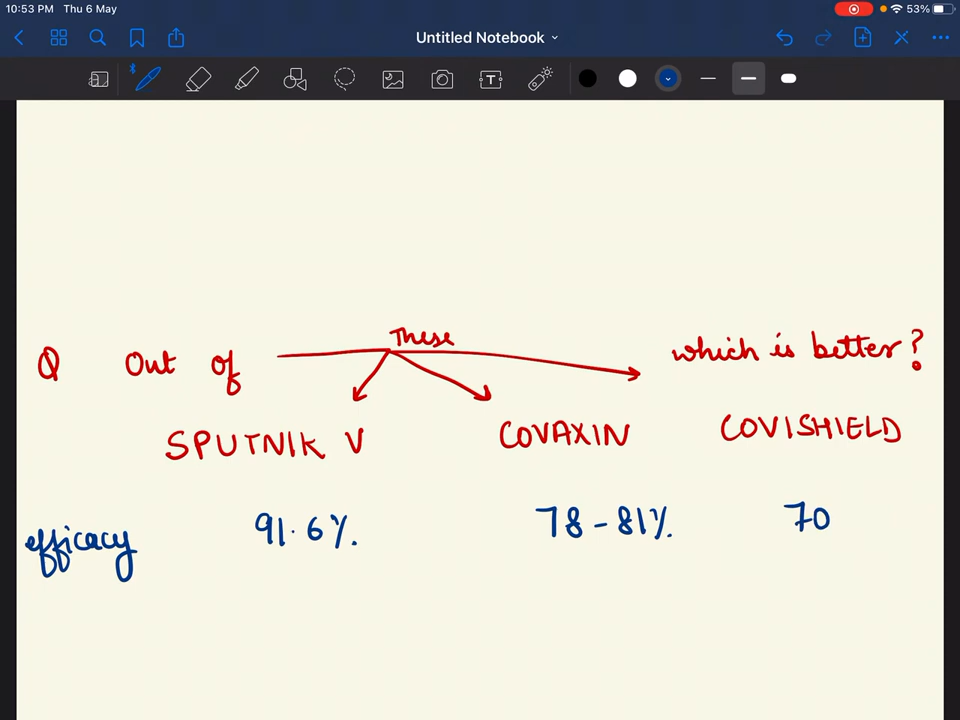 10:53 PM Thu 6 May 53%
Untitled Notebook
T
These
Q Out of which is better?
SPUTNIK V COVAXIN COVISHIELD
efficacy 91.6% 78-81% 70